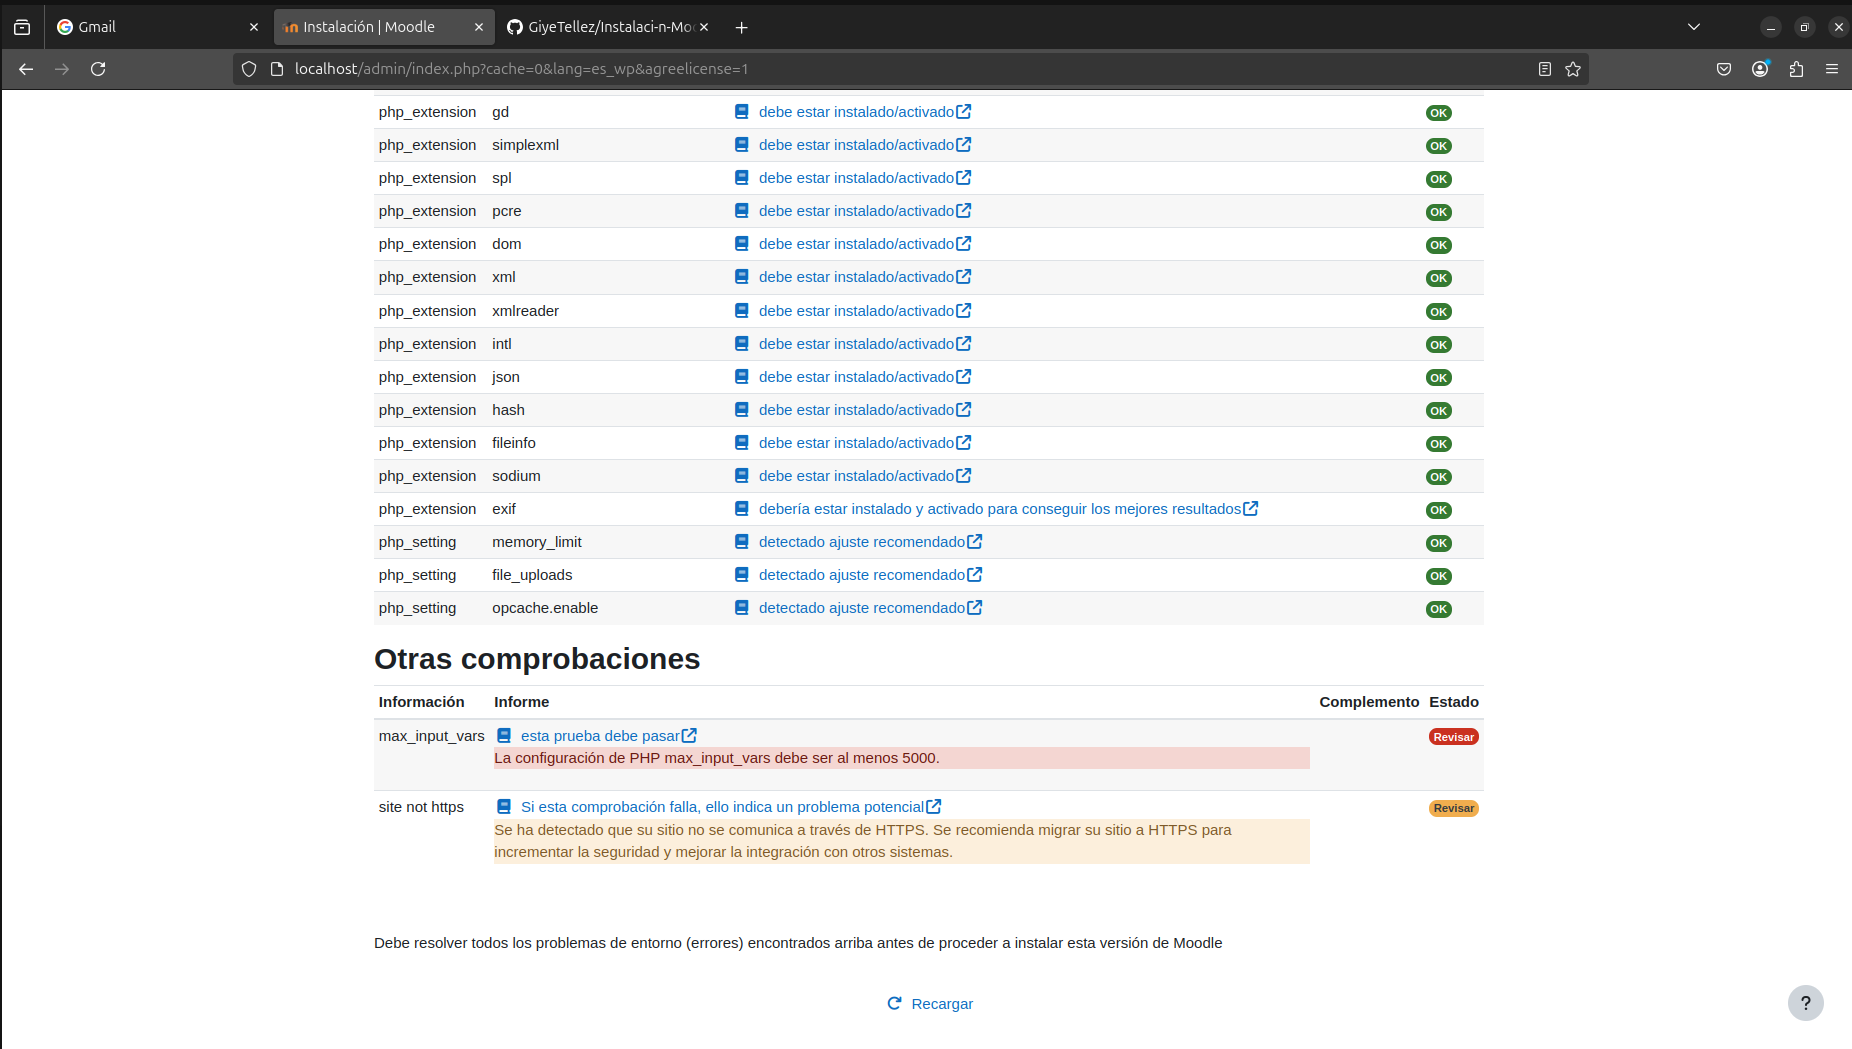 Gmail
Instalación | Moodle
GiyeTellez/Instalaci-n-Moo
localhost/admin/index.php?cache=0&lang=es_wp&agreelicense=1
php_extension gd debe estar instalado/activado OK
php_extension simplexml debe estar instalado/activado OK
php_extension spl debe estar instalado/activado OK
php_extension pcre debe estar instalado/activado OK
php_extension dom debe estar instalado/activado OK
php_extension xml debe estar instalado/activado OK
php_extension xmlreader debe estar instalado/activado OK
php_extension intl debe estar instalado/activado OK
php_extension json debe estar instalado/activado OK
php_extension hash debe estar instalado/activado OK
php_extension fileinfo debe estar instalado/activado OK
php_extension sodium debe estar instalado/activado OK
php_extension exif debería estar instalado y activado para conseguir los mejores resultados OK
php_setting memory_limit detectado ajuste recomendado OK
php_setting file_uploads detectado ajuste recomendado OK
php_setting opcache.enable detectado ajuste recomendado OK
Otras comprobaciones
Información Informe Complemento Estado
max_input_vars esta prueba debe pasar Revisar
La configuración de PHP max_input_vars debe ser al menos 5000.
site not https Si esta comprobación falla, ello indica un problema potencial Revisar
Se ha detectado que su sitio no se comunica a través de HTTPS. Se recomienda migrar su sitio a HTTPS para
incrementar la seguridad y mejorar la integración con otros sistemas.
Debe resolver todos los problemas de entorno (errores) encontrados arriba antes de proceder a instalar esta versión de Moodle
Recargar
?